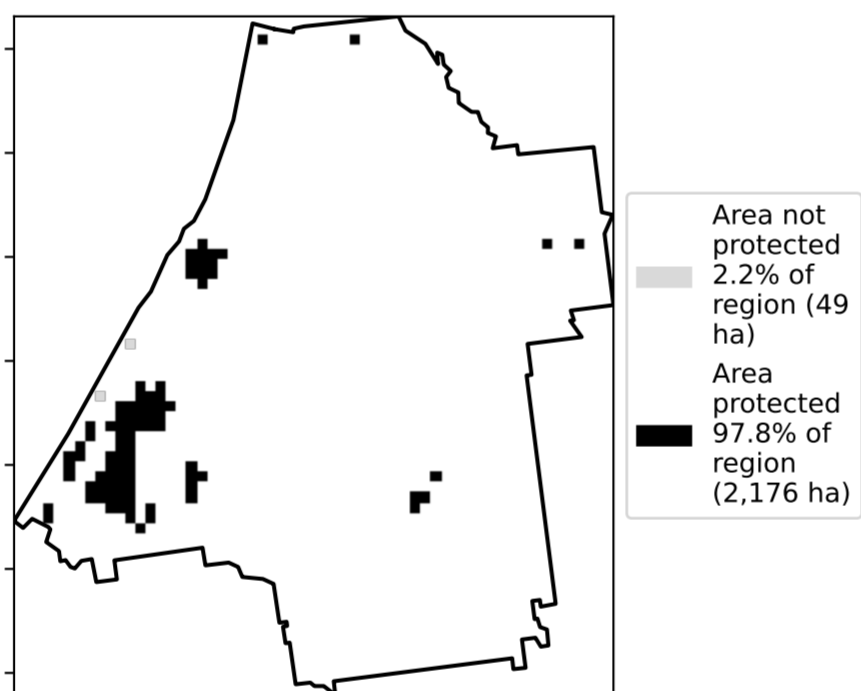 Area not
protected
2.2% of
region (49
ha)
Area
protected
97.8% of
region
(2,176 ha)